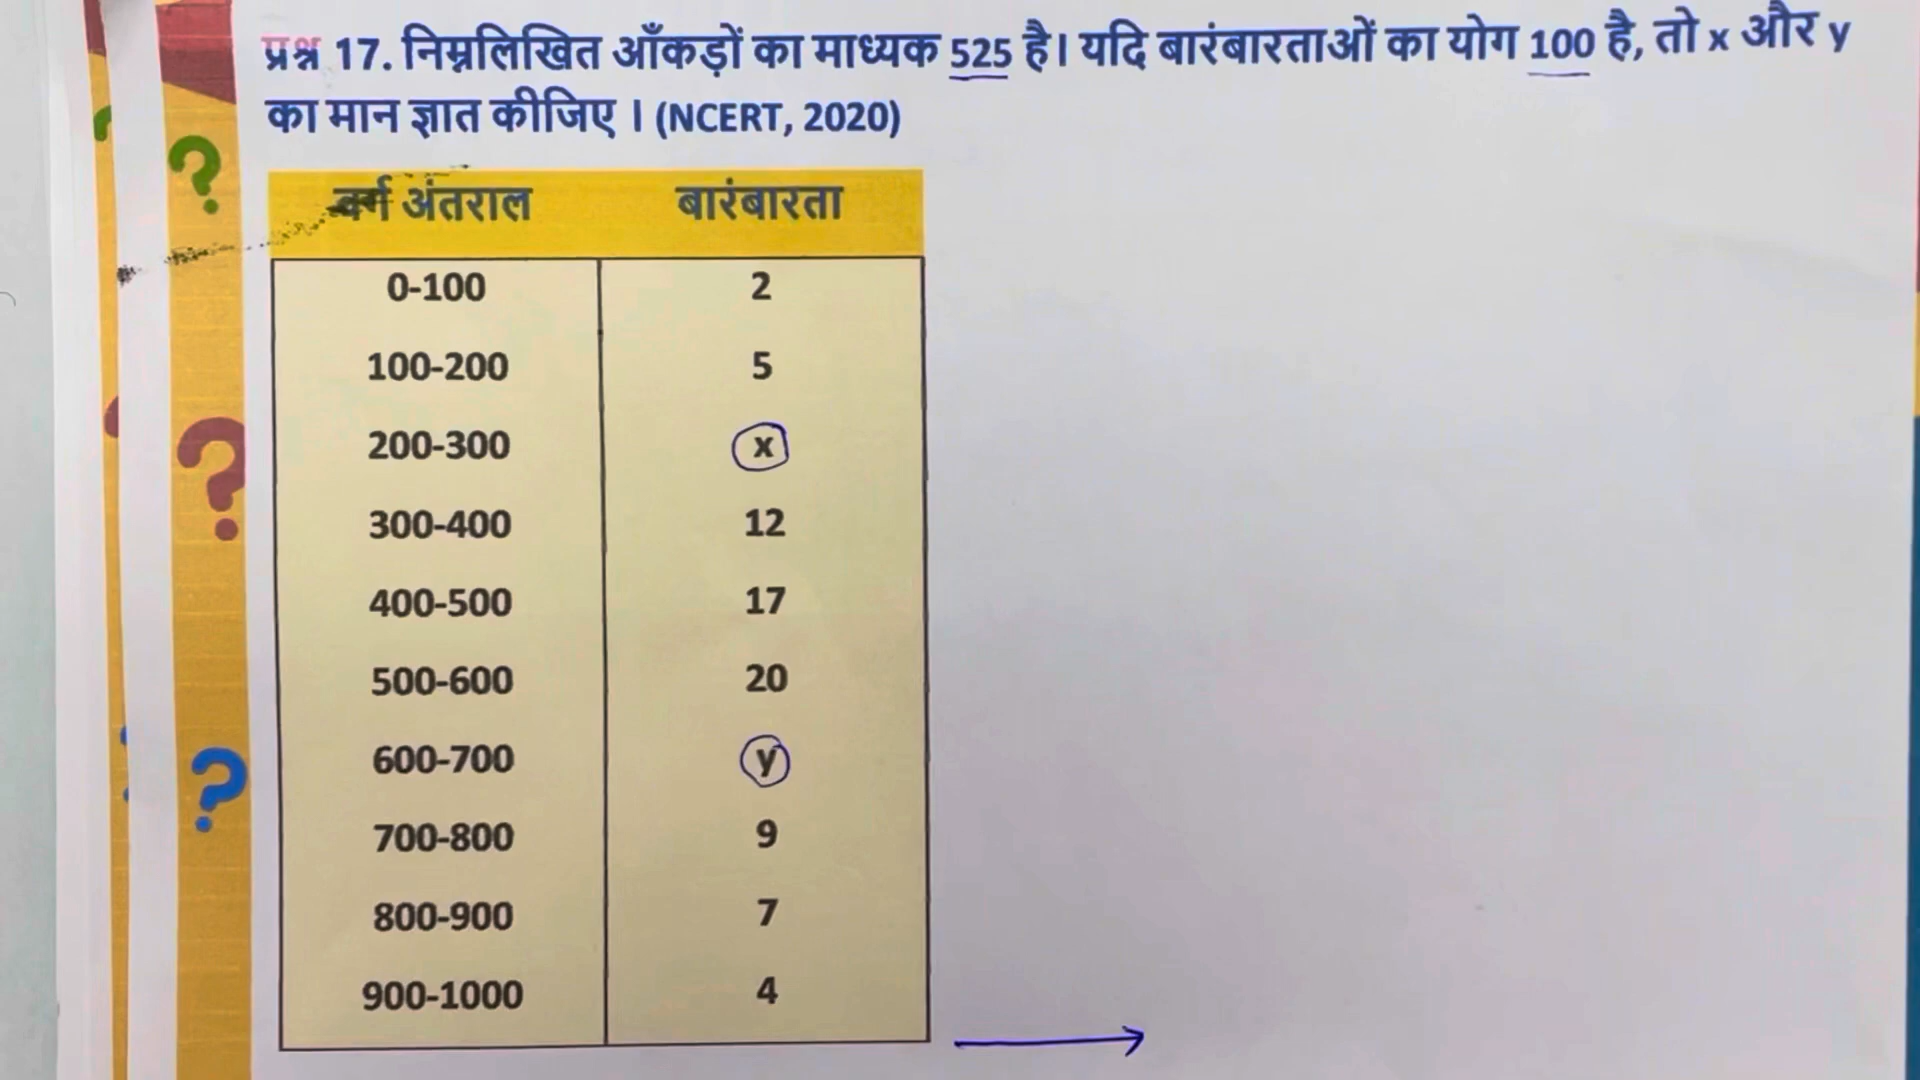 प्रश्न 17. निम्नलिखित आँकड़ों का माध्यक 525 है। यदि बारंबारताओं का योग 100 है, तो x और y
का मान ज्ञात कीजिए । (NCERT, 2020)
वर्ग अंतराल बारंबारता
0-100 2
100-200 5
200-300 x
300-400 12
400-500 17
500-600 20
600-700 y
700-800 9
800-900 7
900-1000 4